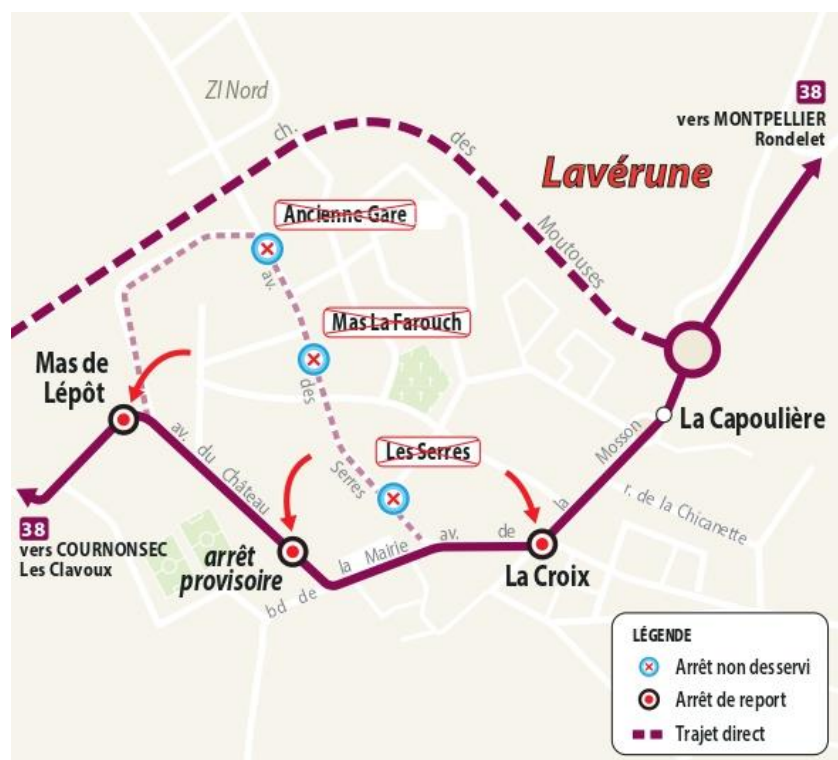 ZI Nord
38
vers MONTPELLIER
Rondelet
ch.
des
Moutouses
Lavérune
Ancienne Gare
av.
Mas La Farouch
des
Mas de
Lépôt
La Capoulière
Les Serres
Serres
av. du Château
Mosson
la
r. de la Chicanette
38
vers COURNONSEC
Les Clavoux
arrêt
provisoire
bd de
la Mairie
av.
de
La Croix
LÉGENDE
Arrêt non desservi
Arrêt de report
Trajet direct